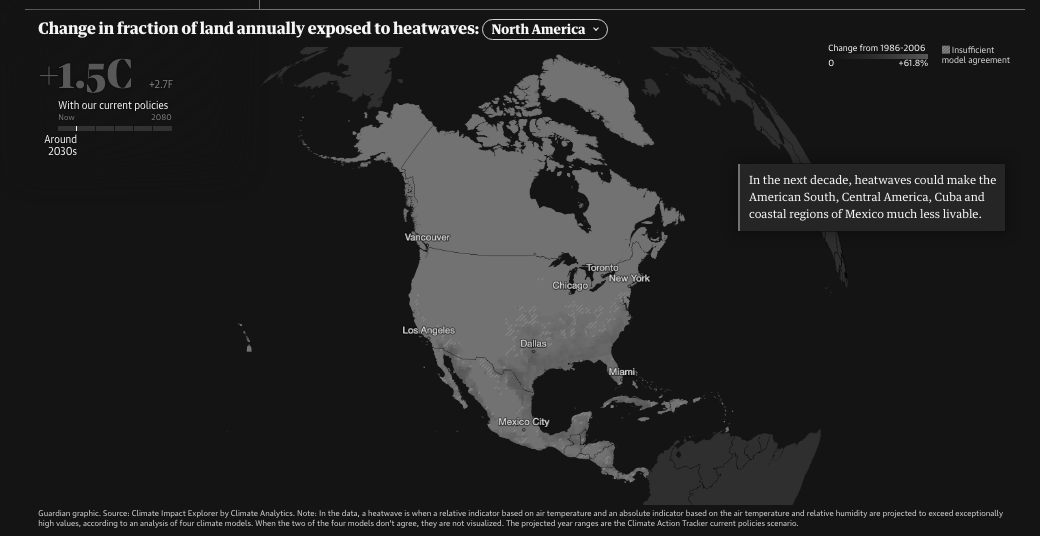 Change in fraction of land annually exposed to heatwaves: North America
Change from 1986-2006
0 +61.8%
Insufficient
model agreement
+1.5C +2.7F
With our current policies
Now 2080
Around
2030s
In the next decade, heatwaves could make the
American South, Central America, Cuba and
coastal regions of Mexico much less livable.
Vancouver
Toronto
New York
Chicago
Los Angeles
Dallas
Miami
Mexico City
Guardian graphic. Source: Climate Impact Explorer by Climate Analytics. Note: In the data, a heatwave is when a relative indicator based on air temperature and an absolute indicator based on the air temperature and relative humidity are projected to exceed exceptionally
high values, according to an analysis of four climate models. When the two of the four models don't agree, they are not visualized. The projected year ranges are the Climate Action Tracker current policies scenario.